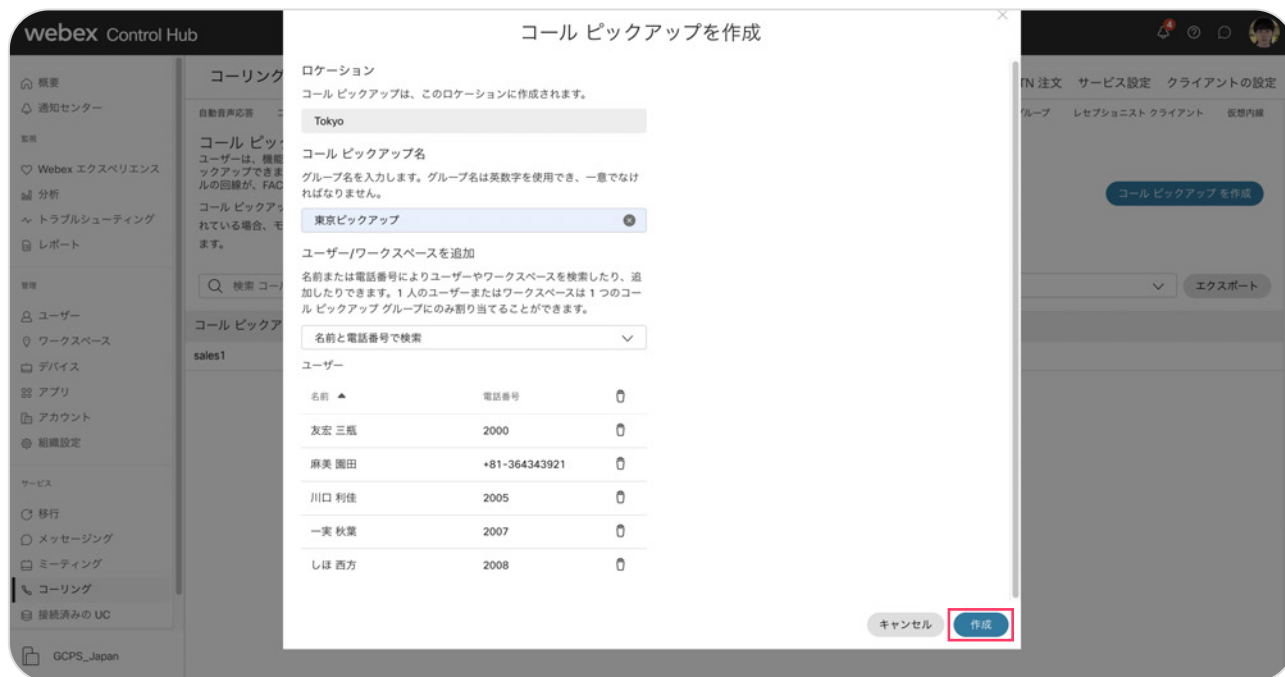 webex Control Hub
4
概要
通知センター
監視
Webex エクスペリエンス
分析
トラブルシューティング
レポート
管理
ユーザー
ワークスペース
デバイス
アプリ
アカウント
組織設定
サービス
移行
メッセージング
ミーティング
コーリング
接続済みの UC
GCPS_Japan
コーリング
自動音声応答
コール ピッ
ユーザーは、機能
ックアップできま
ルの回線が、FAC
コール ピックアッ
れている場合、モ
ます。
検索 コー
コール ピックア
sales1
コール ピックアップを作成
ロケーション
コール ピックアップは、このロケーションに作成されます。
Tokyo
コール ピックアップ名
グループ名を入力します。グループ名は英数字を使用でき、一意でなけ
ればなりません。
東京ピックアップ
ユーザー/ワークスペースを追加
名前または電話番号によりユーザーやワークスペースを検索したり、追
加したりできます。1 人のユーザーまたはワークスペースは 1 つのコー
ル ピックアップ グループにのみ割り当てることができます。
名前と電話番号で検索
ユーザー
名前 ▲ 電話番号
友宏 三瓶 2000
麻美 園田 +81-364343921
川口 利佳 2005
一実 秋葉 2007
しほ 西方 2008
キャンセル 作成
TN 注文 サービス設定 クライアントの設定
グループ レセプショニスト クライアント 仮想内線
コール ピックアップ を作成
エクスポート